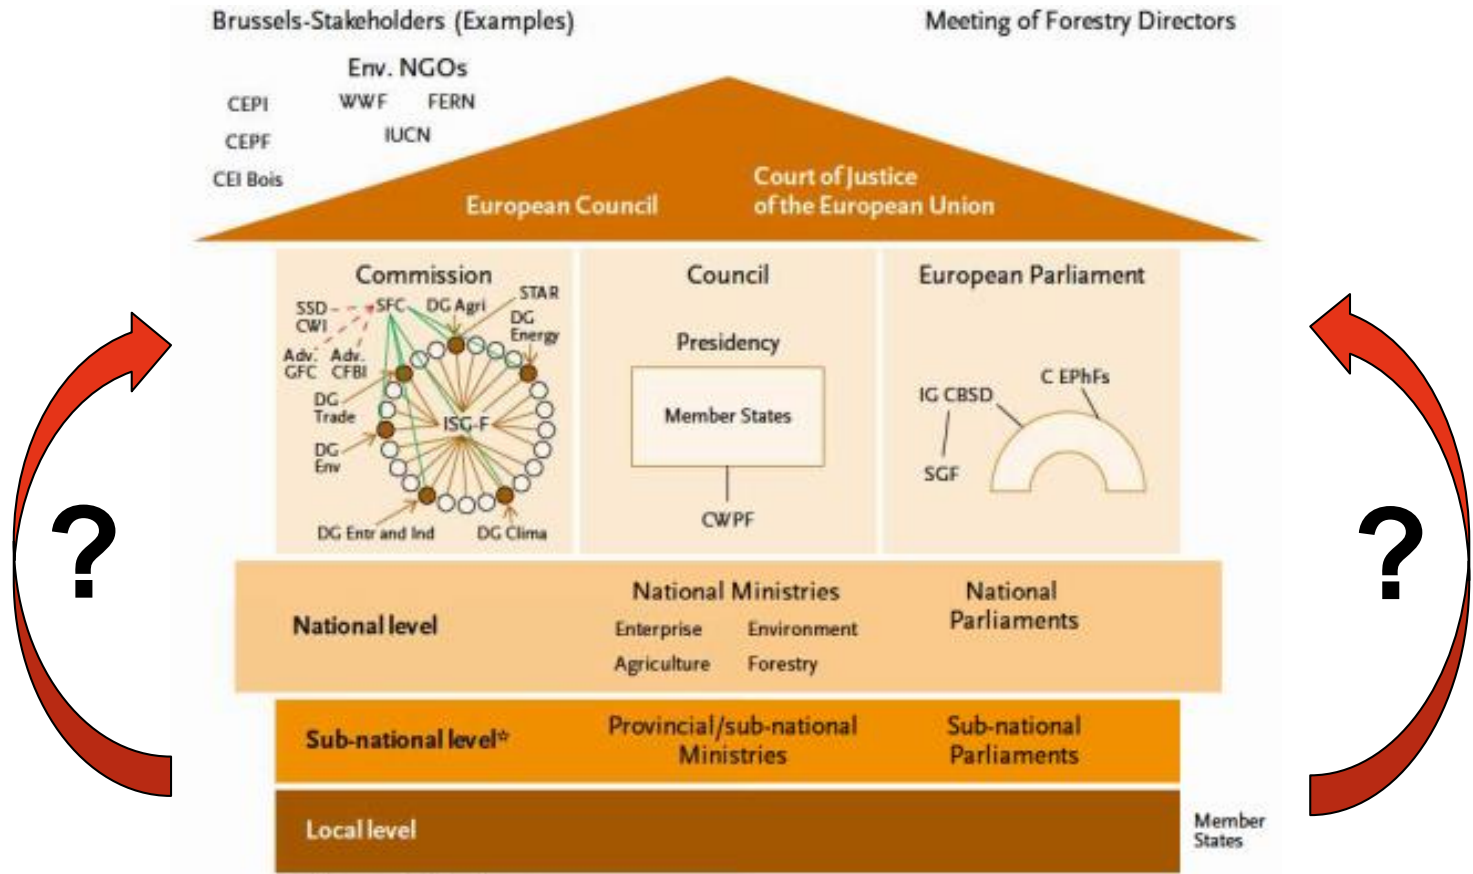 Brussels-Stakeholders (Examples)
Meeting of Forestry Directors
Env. NGOs
CEPI
WWF
FERN
CEPF
IUCN
CEI Bois
European Council
Court of Justice
of the European Union
Commission
SSD
CWI
SFC
DG Agri
STAR
DG
Energy
Adv.
GFC
Adv.
CFBI
DG
Trade
ISG-F
DG
Env
DG Entr and Ind
DG Clima
Council
Presidency
Member States
CWPF
European Parliament
IG CBSD
C EPhFs
SGF
National level
National Ministries
Enterprise
Environment
Agriculture
Forestry
National
Parliaments
Sub-national level*
Provincial/sub-national
Ministries
Sub-national
Parliaments
Local level
Member
States
?
?